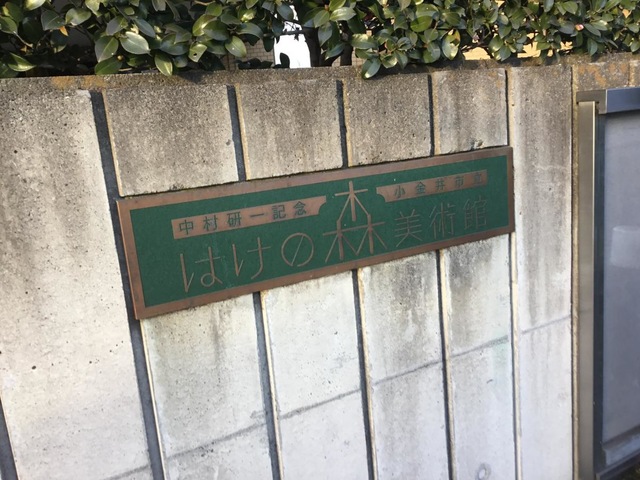 中村研一記念 小金井市立
はけの森美術館